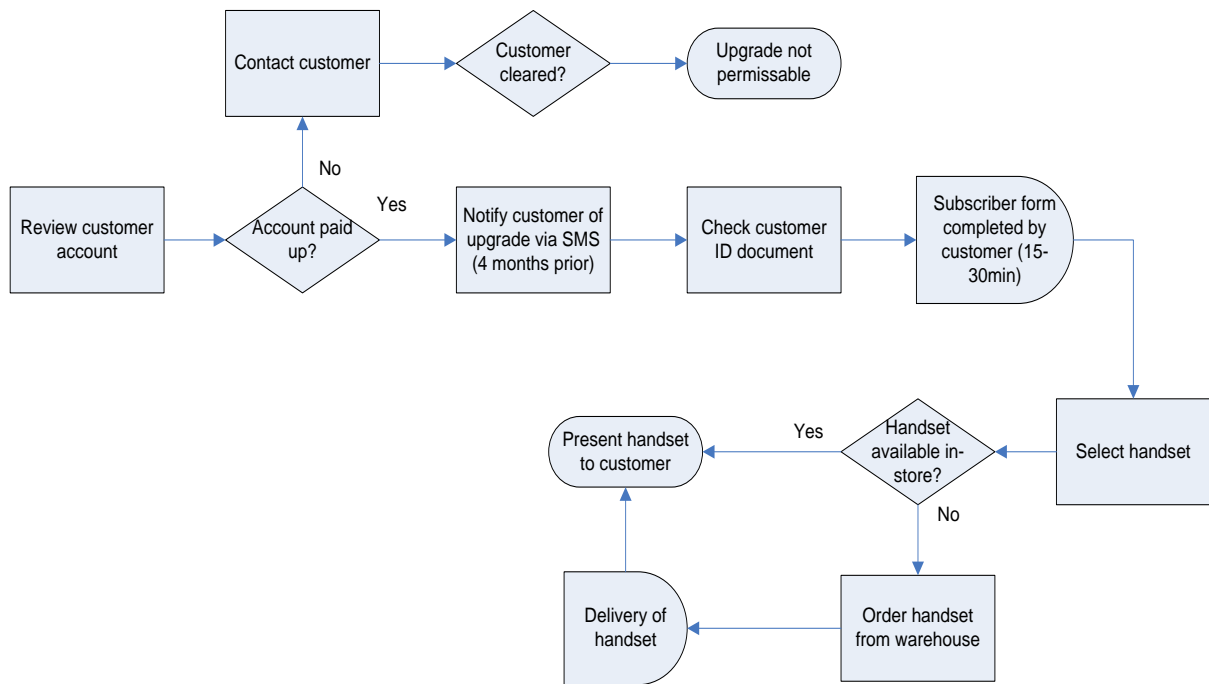 Contact customer
Customer
cleared?
Upgrade not
permissable
No
Review customer
account
Account paid
up?
Yes
Notify customer of
upgrade via SMS
(4 months prior)
Check customer
ID document
Subscriber form
completed by
customer (15-
30min)
Select handset
Handset
available in-
store?
Yes
Present handset
to customer
No
Order handset
from warehouse
Delivery of
handset